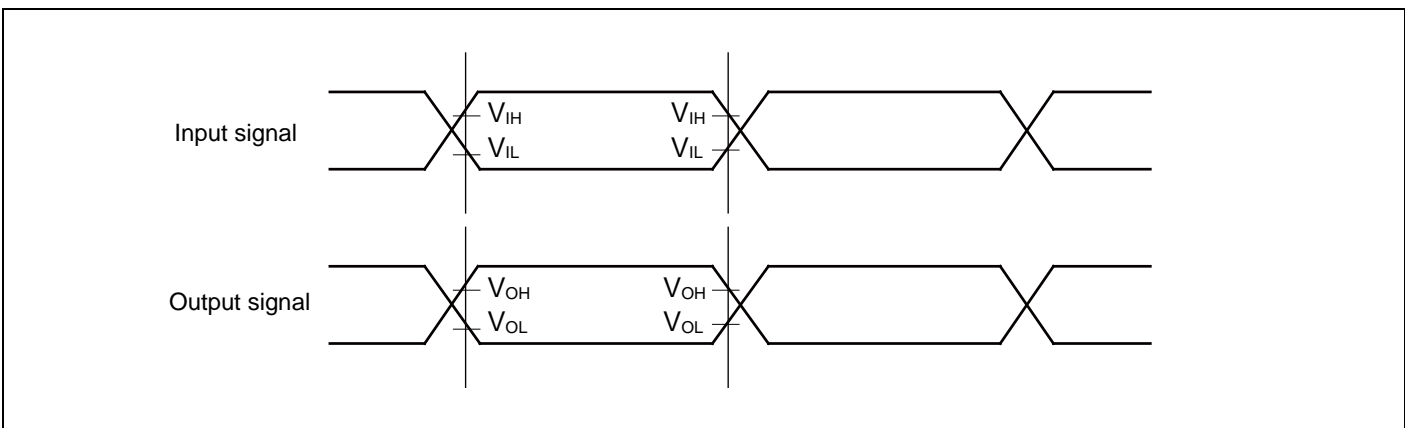 VIH VIH
Input signal
VIL VIL
VOH VOH
Output signal
VOL VOL